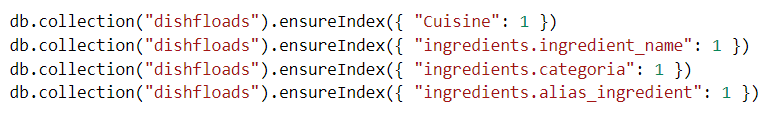 db.collection("dishfloads").ensureIndex({ "Cuisine": 1 })
db.collection("dishfloads").ensureIndex({ "ingredients.ingredient_name": 1 })
db.collection("dishfloads").ensureIndex({ "ingredients.categoria": 1 })
db.collection("dishfloads").ensureIndex({ "ingredients.alias_ingredient": 1 })